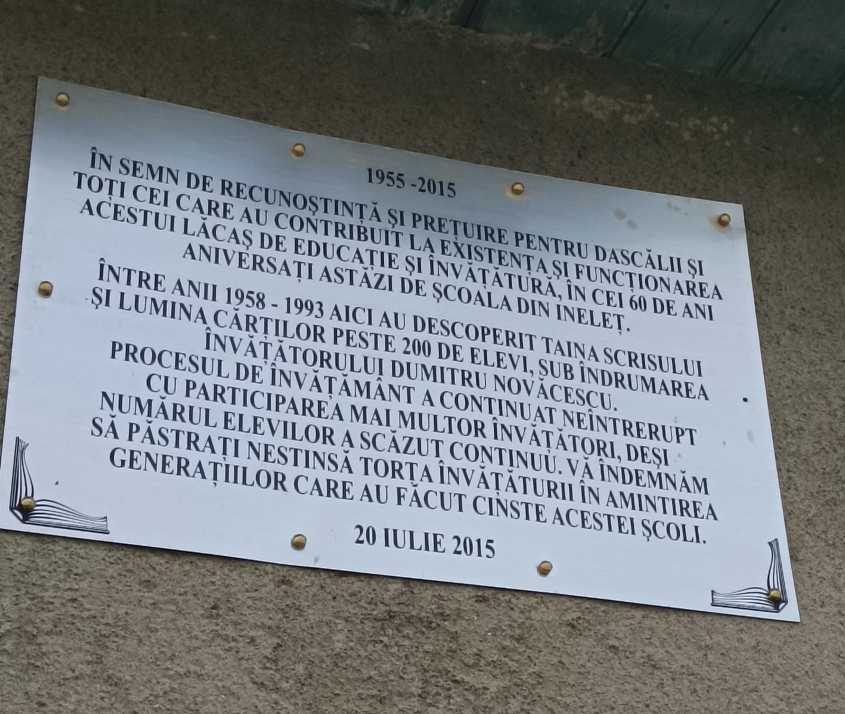 1955 -2015
ÎN SEMN DE RECUNOȘTINȚĂ ȘI PREȚUIRE PENTRU DASCĂLII ȘI
TOȚI CEI CARE AU CONTRIBUIT LA EXISTENȚA ȘI FUNCȚIONAREA
ACESTUI LĂCAȘ DE EDUCAȚIE ȘI ÎNVĂȚĂTURĂ, ÎN CEI 60 DE ANI
ANIVERSAȚI ASTĂZI DE ȘCOALA DIN INELEȚ.
ÎNTRE ANII 1958 - 1993 AICI AU DESCOPERIT TAINA SCRISULUI
ȘI LUMINA CĂRȚILOR PESTE 200 DE ELEVI, SUB ÎNDRUMAREA
ÎNVĂȚĂTORULUI DUMITRU NOVĂCESCU.
PROCESUL DE ÎNVĂȚĂMÂNT A CONTINUAT NEÎNTRERUPT
CU PARTICIPAREA MAI MULTOR ÎNVĂȚĂTORI, DEȘI
NUMĂRUL ELEVILOR A SCĂZUT CONTINUU. VĂ ÎNDEMNĂM
SĂ PĂSTRAȚI NESTINSĂ TORȚA ÎNVĂȚĂTURII ÎN AMINTIREA
GENERAȚIILOR CARE AU FĂCUT CINSTE ACESTEI ȘCOLI.
20 IULIE 2015